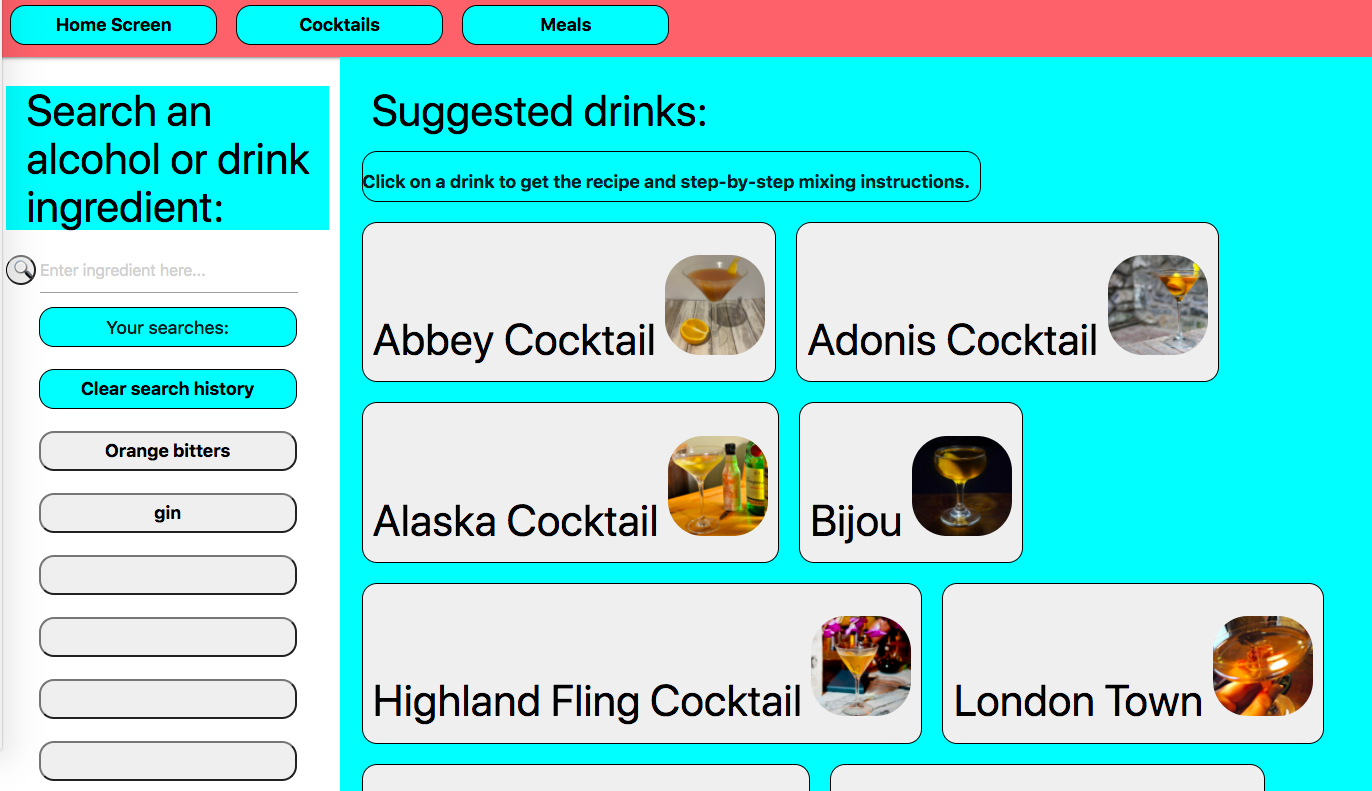 Home Screen
Cocktails
Meals
Search an
alcohol or drink
ingredient:
Enter ingredient here...
Your searches:
Clear search history
Orange bitters
gin
Suggested drinks:
Click on a drink to get the recipe and step-by-step mixing instructions.
Abbey Cocktail
Adonis Cocktail
Alaska Cocktail
Bijou
Highland Fling Cocktail
London Town